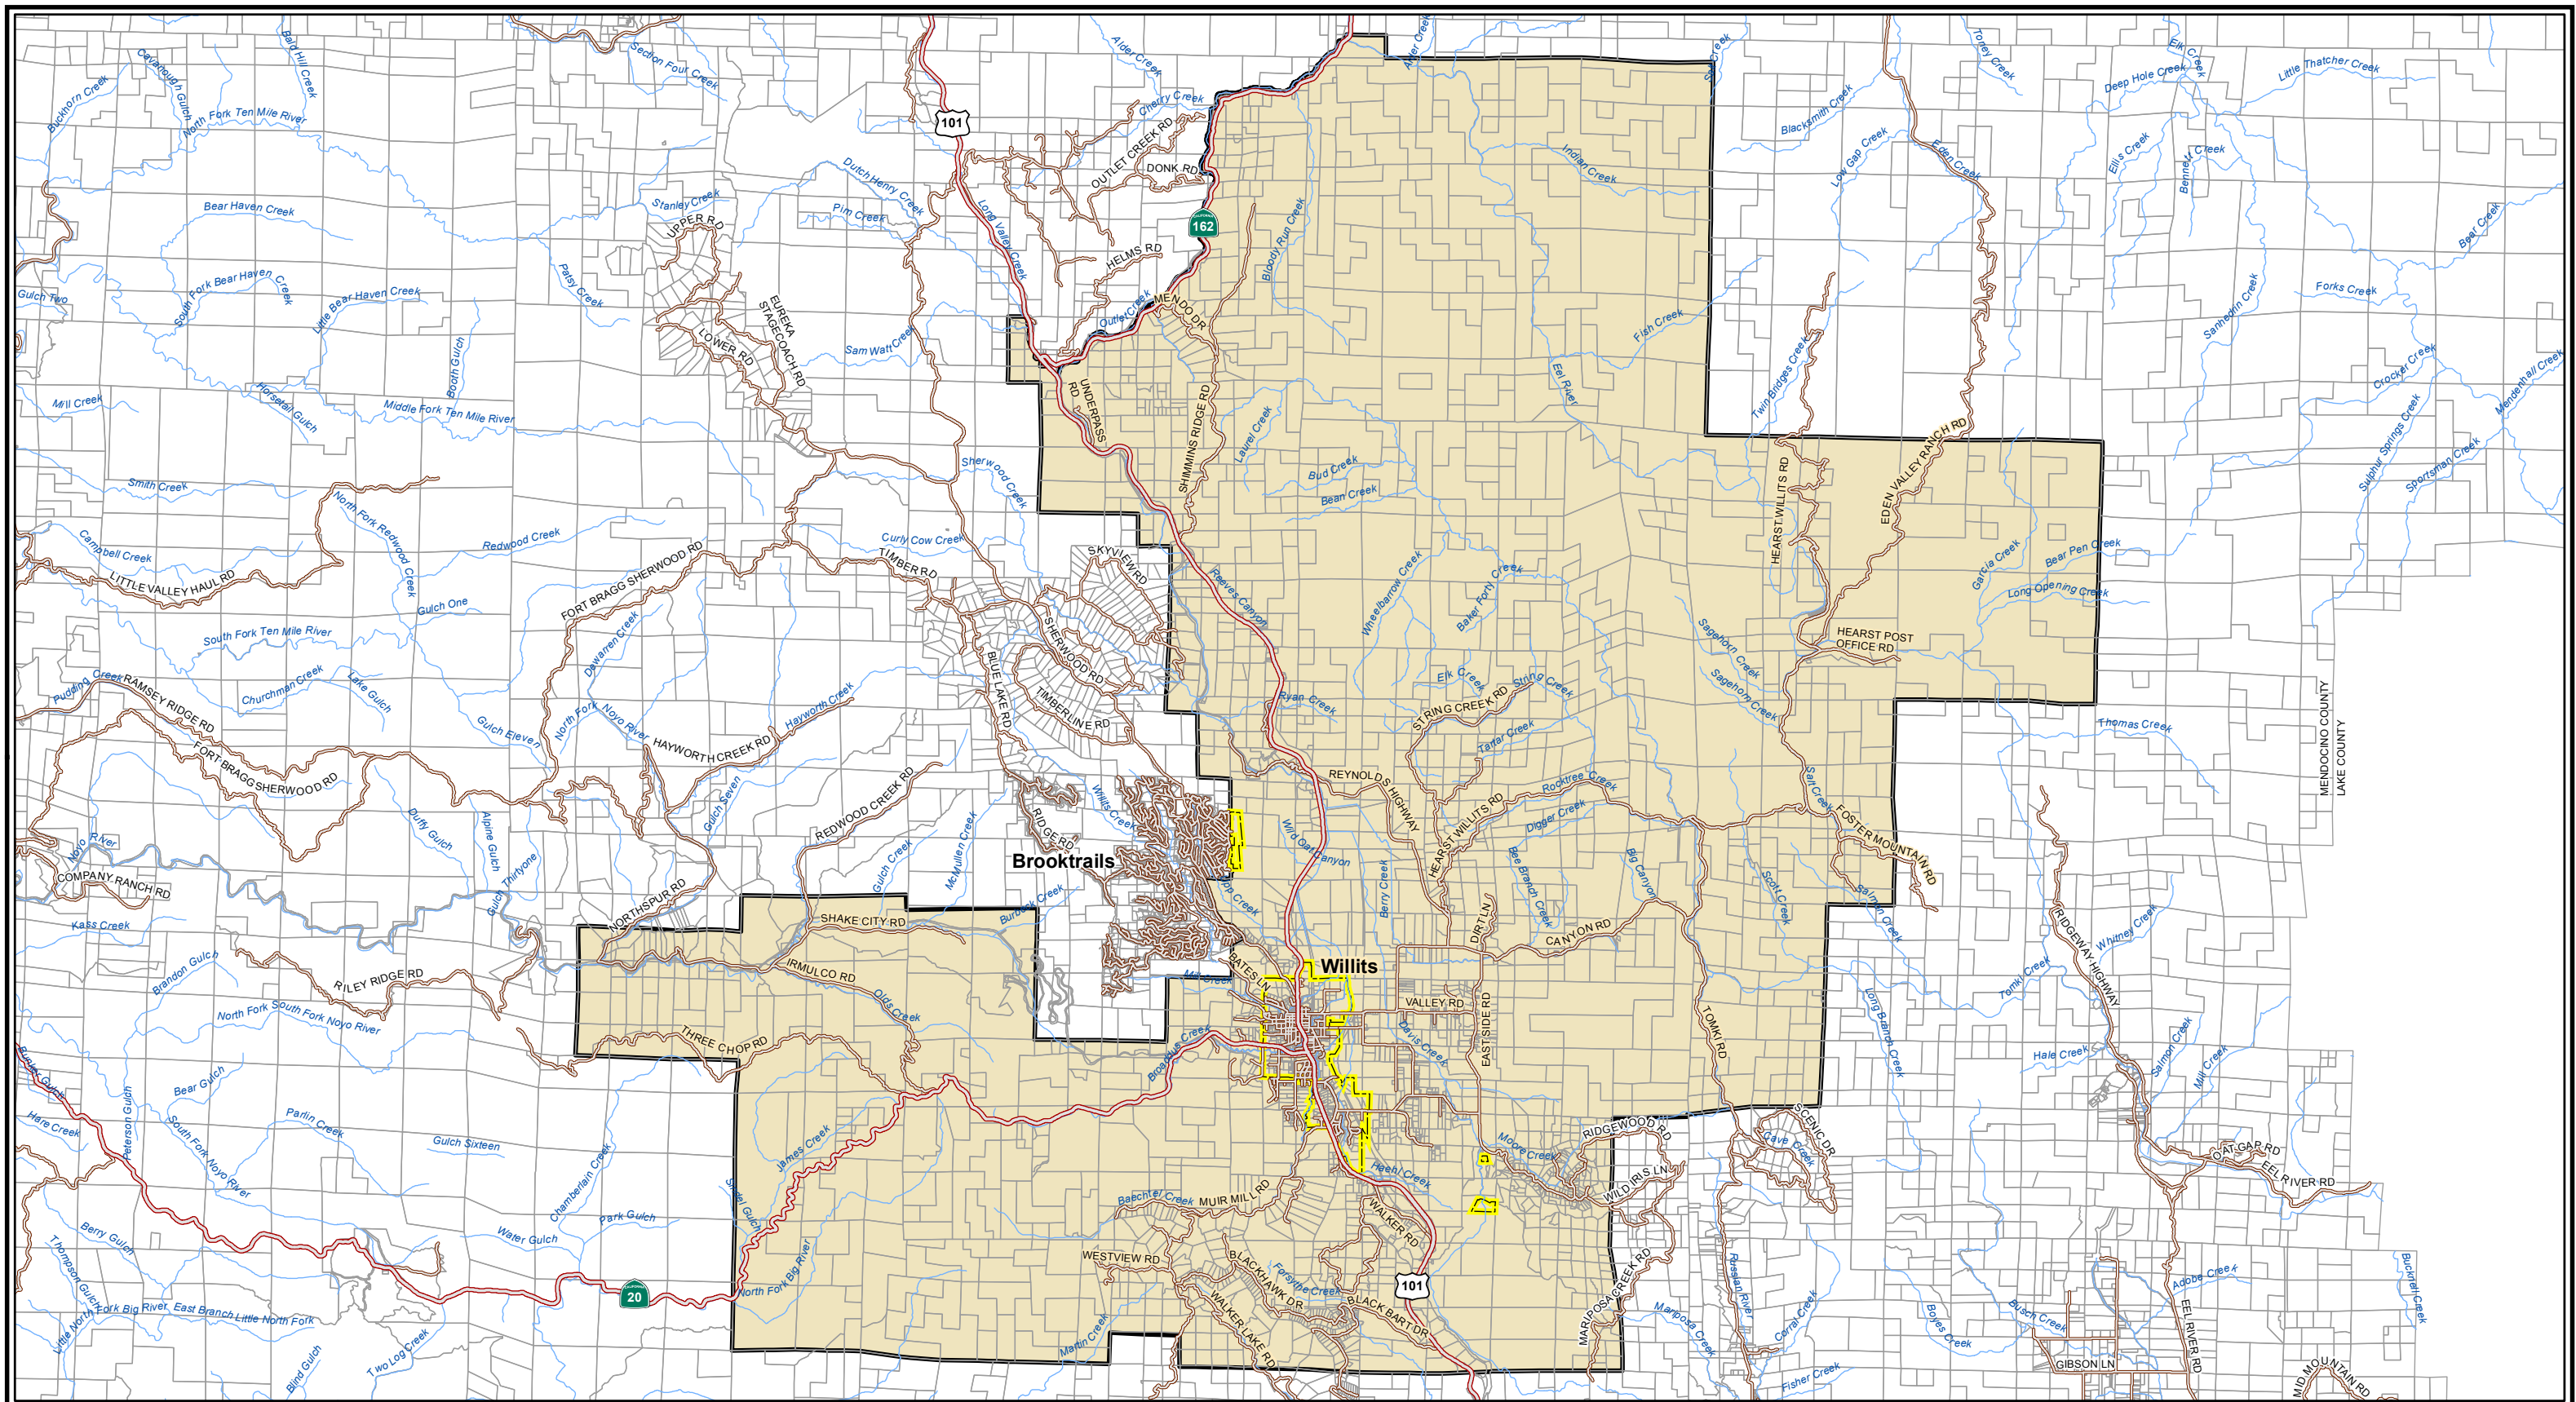 Buckhorn Creek
Cavanough Gulch
Bald Hill Creek
North Fork Ten Mile River
Section Four Creek
Alder Creek
Cherry Creek
OUTLET CREEK RD
DONK RD
101
CALIFORNIA
162
Indian Creek
Blacksmith Creek
Low Gap Creek
Eden Creek
Toney Creek
Elk Creek
Deep Hole Creek
Little Thatcher Creek
Ellis Creek
Bennett Creek
Bear Creek
Bear Haven Creek
Stanley Creek
UPPER RD
Dutch Henry Creek
Pim Creek
Long Valley Creek
HELMS RD
Bloody Run Creek
Gulch Two
South Fork Bear Haven Creek
Little Bear Haven Creek
Patsy Creek
EUREKA
STAGECOACH RD
LOWER RD
Sam Watt Creek
Outlet Creek
MENDO DR
Fish Creek
Eel River
Twin Bridges Creek
Sanhedrin Creek
Forks Creek
Crocker Creek
Mendenhall Creek
Mill Creek
Horsetail Gulch
Booth Gulch
Middle Fork Ten Mile River
UNDERPASS
RD
SHIMMINS RIDGE RD
Laurel Creek
Bud Creek
Bean Creek
HEARST WILLITS RD
EDEN VALLEY RANCH RD
Sulphur Springs Creek
Sportsman Creek
Smith Creek
North Fork Redwood Creek
Redwood Creek
Sherwood Creek
Curly Cow Creek
Campbell Creek
LITTLE VALLEY HAUL RD
Gulch One
FORT BRAGG SHERWOOD RD
TIMBER RD
SKYVIEW RD
Reeves Canyon
Wheelbarrow Creek
Baker Forty Creek
Garcia Creek
Bear Pen Creek
Long Opening Creek
South Fork Ten Mile River
Dewarren Creek
SHERWOOD RD
BLUE LAKE RD
TIMBERLINE RD
Sagehorn Creek
Sagehorn Creek
HEARST POST
OFFICE RD
Pudding Creek
RAMSEY RIDGE RD
Churchman Creek
Lake Gulch
Gulch Eleven
North Fork Noyo River
Hayworth Creek
HAYWORTH CREEK RD
Ryan Creek
Elk Creek
String Creek
STRING CREEK RD
Tartar Creek
Thomas Creek
MENDOCINO COUNTY
LAKE COUNTY
FORT BRAGG SHERWOOD RD
Duffy Gulch
Alpine Gulch
Gulch Seven
REDWOOD CREEK RD
McMullen Creek
Gulch Creek
RIDGE RD
Willits Creek
Brooktrails
Wild Oat Canyon
REYNOLDS HIGHWAY
HEARST WILLITS RD
Rocktree Creek
Digger Creek
Salt Creek
FOSTER MOUNTAIN RD
Noyo River
COMPANY RANCH RD
Gulch Thirtyone
NORTHSPUR RD
SHAKE CITY RD
Burbeck Creek
Berry Creek
Bee Branch Creek
Big Canyon
Scott Creek
Salmon Creek
Kass Creek
Brandon Gulch
RILEY RIDGE RD
IRMULCO RD
BATES LN
Willits
DIRT LN
CANYON RD
RIDGEWAY HIGHWAY
Whitney Creek
Tomki Creek
North Fork South Fork Noyo River
Olds Creek
Mill Creek
VALLEY RD
EAST SIDE RD
Davis Creek
TOMKI RD
Long Branch Creek
Hale Creek
Salmon Creek
Mill Creek
THREE CHOP RD
Broaddus Creek
Bunker Gulch
Hare Creek
Peterson Gulch
Bear Gulch
South Fork Noyo River
Parlin Creek
Gulch Sixteen
Chamberlain Creek
James Creek
Moore Creek
RIDGEWOOD RD
WILD IRIS LN
SCENIC DR
Cave Creek
OAT GAP RD
EEL RIVER RD
Haehl Creek
Baechtel Creek
MUIR MILL RD
WALKER RD
Berry Gulch
Thompson Gulch
Water Gulch
Park Gulch
North Fork Big River
CALIFORNIA
20
WESTVIEW RD
BLACKHAWK DR
Forsythe Creek
BLACK BART DR
101
WALKER LAKE RD
MARIPOSA CREEK RD
Mariposa Creek
Russian River
Corral Creek
Boyes Creek
Busch Creek
Adobe Creek
Bucknell Creek
EEL RIVER RD
Little North Fork Big River
East Branch Little North Fork
Two Log Creek
Blind Gulch
Martin Creek
Fisher Creek
GIBSON LN
MID MOUNTAIN RD